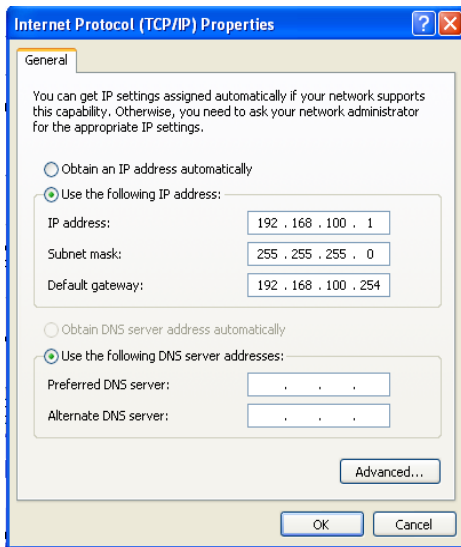 Internet Protocol (TCP/IP) Properties
General
You can get IP settings assigned automatically if your network supports
this capability. Otherwise, you need to ask your network administrator
for the appropriate IP settings.
Obtain an IP address automatically
Use the following IP address:
IP address: 192 . 168 . 100 . 1
Subnet mask: 255 . 255 . 255 . 0
Default gateway: 192 . 168 . 100 . 254
Obtain DNS server address automatically
Use the following DNS server addresses:
Preferred DNS server: . . .
Alternate DNS server: . . .
Advanced...
OK Cancel